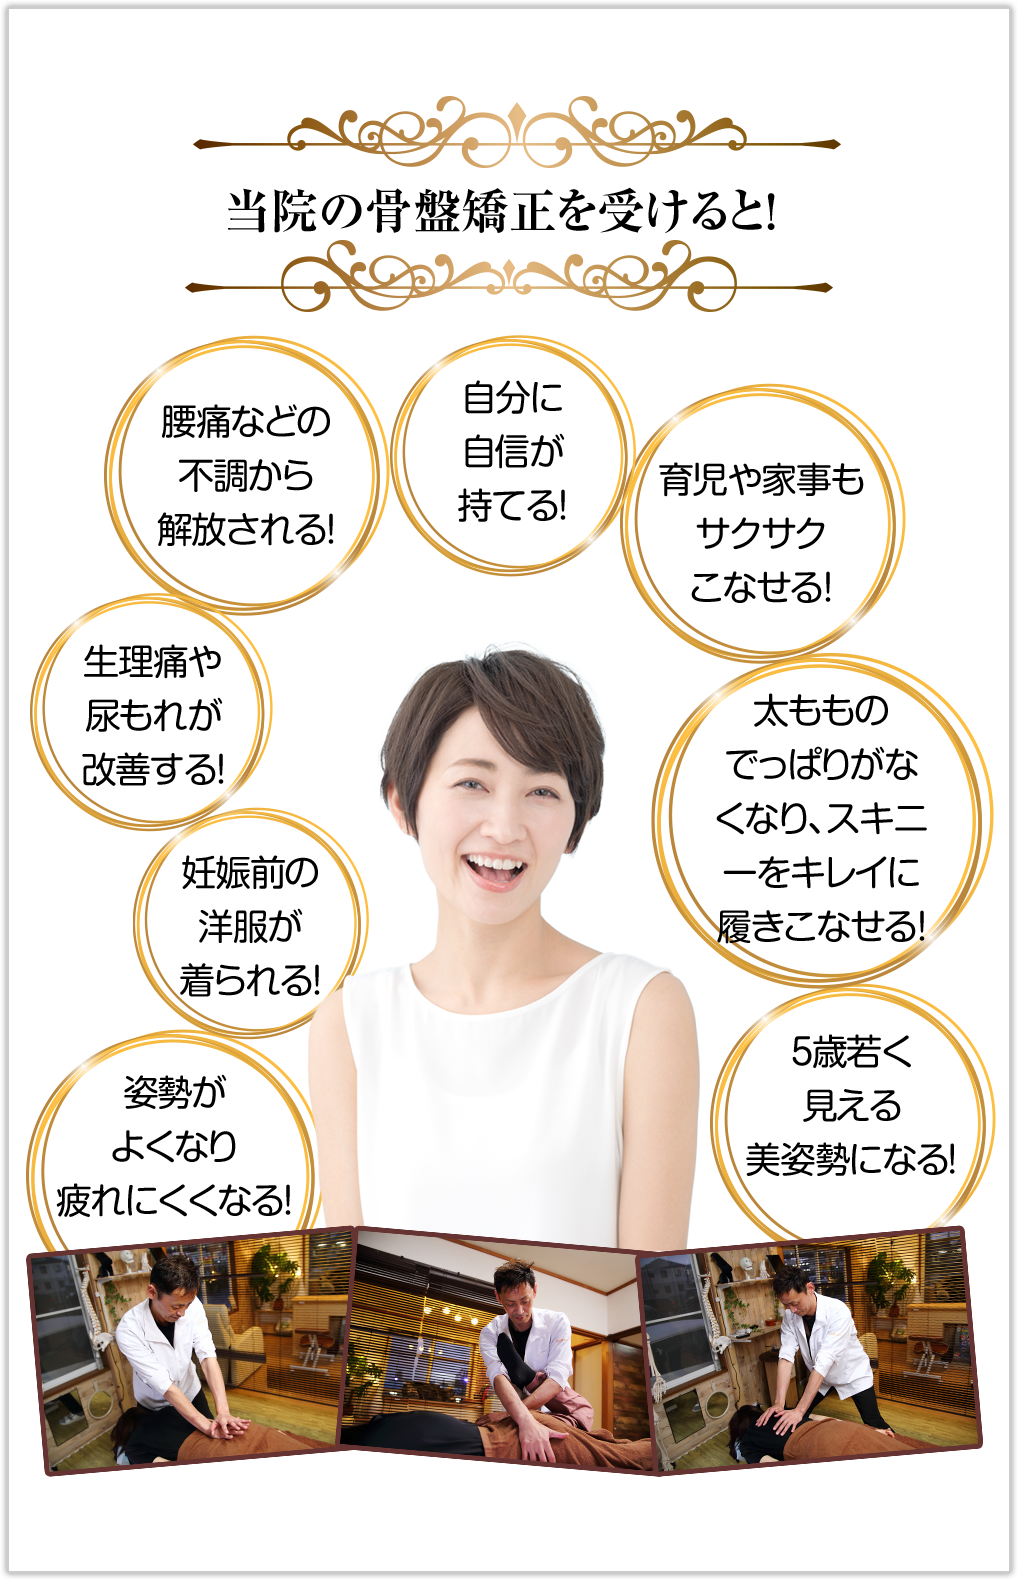 当院の骨盤矯正を受けると!
腰痛などの
不調から
解放される!
自分に
自信が
持てる!
育児や家事も
サクサク
こなせる!
生理痛や
尿もれが
改善する!
太ももの
でっぱりがな
くなり、スキニ
ーをキレイに
履きこなせる!
妊娠前の
洋服が
着られる!
姿勢が
よくなり
疲れにくくなる!
5歳若く
見える
美姿勢になる!